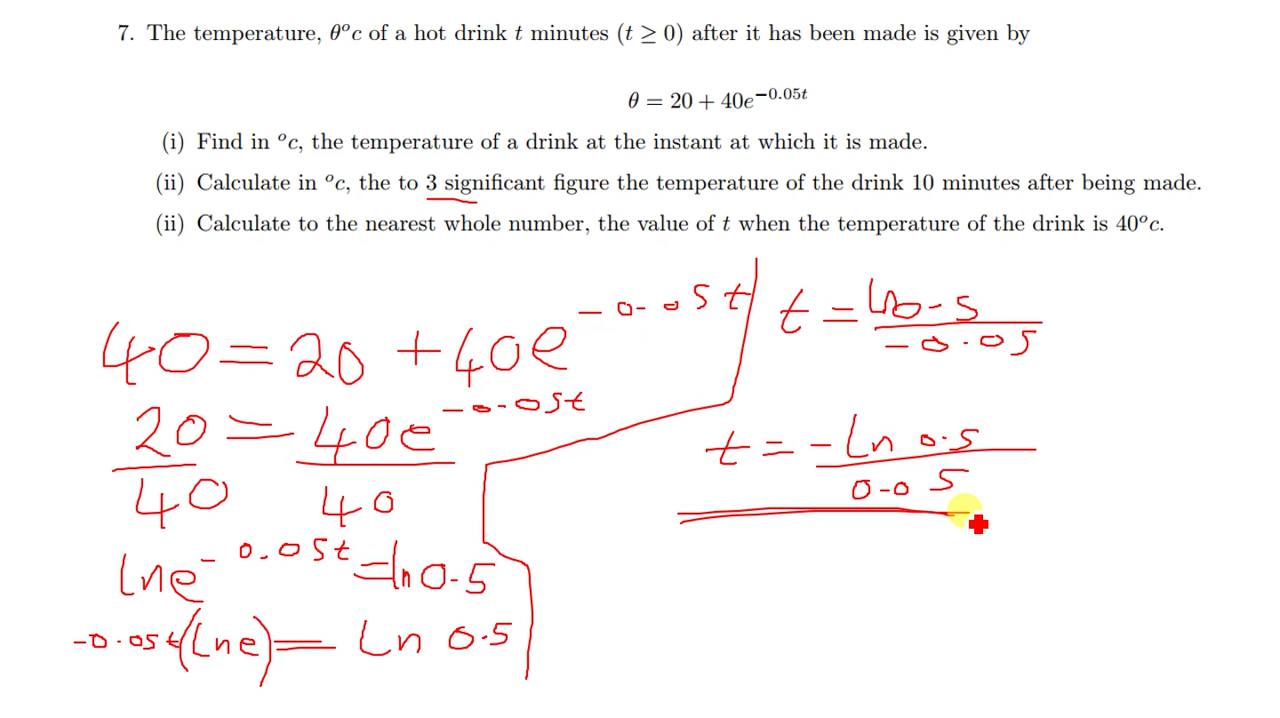 7. The temperature, θ°c of a hot drink t minutes (t ≥ 0) after it has been made is given by
θ = 20 + 40e^{-0.05t}
(i) Find in °c, the temperature of a drink at the instant at which it is made.
(ii) Calculate in °c, the to 3 significant figure the temperature of the drink 10 minutes after being made.
(ii) Calculate to the nearest whole number, the value of t when the temperature of the drink is 40°c.
40 = 20 + 40e^{-0.05t}
20/40 = 40e^{-0.05t}/40
lne^{-0.05t} = ln 0.5
-0.05t(lne) = Ln 0.5
t = ln0.5/-0.05
t = -Ln 0.5/0.05